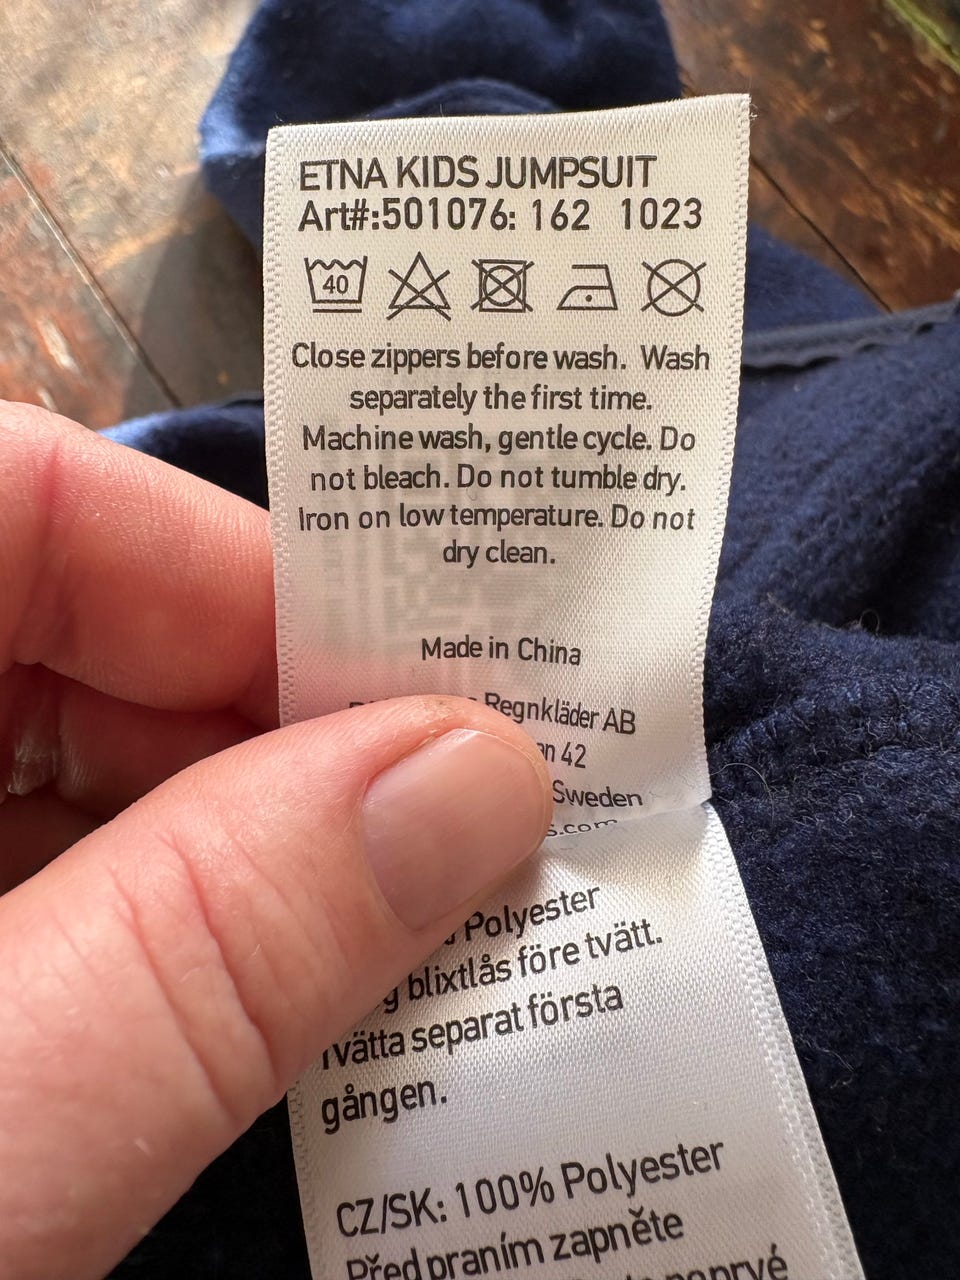 ETNA KIDS JUMPSUIT
Art#:501076: 162 1023
40
Close zippers before wash. Wash
separately the first time.
Machine wash, gentle cycle. Do
not bleach. Do not tumble dry.
Iron on low temperature. Do not
dry clean.
Made in China
Regnkläder AB
42
Sweden
Polyester
blixtlås före tvätt.
Tvätta separat första
gången.
CZ/SK: 100% Polyester
Před praním zapněte
poprvé